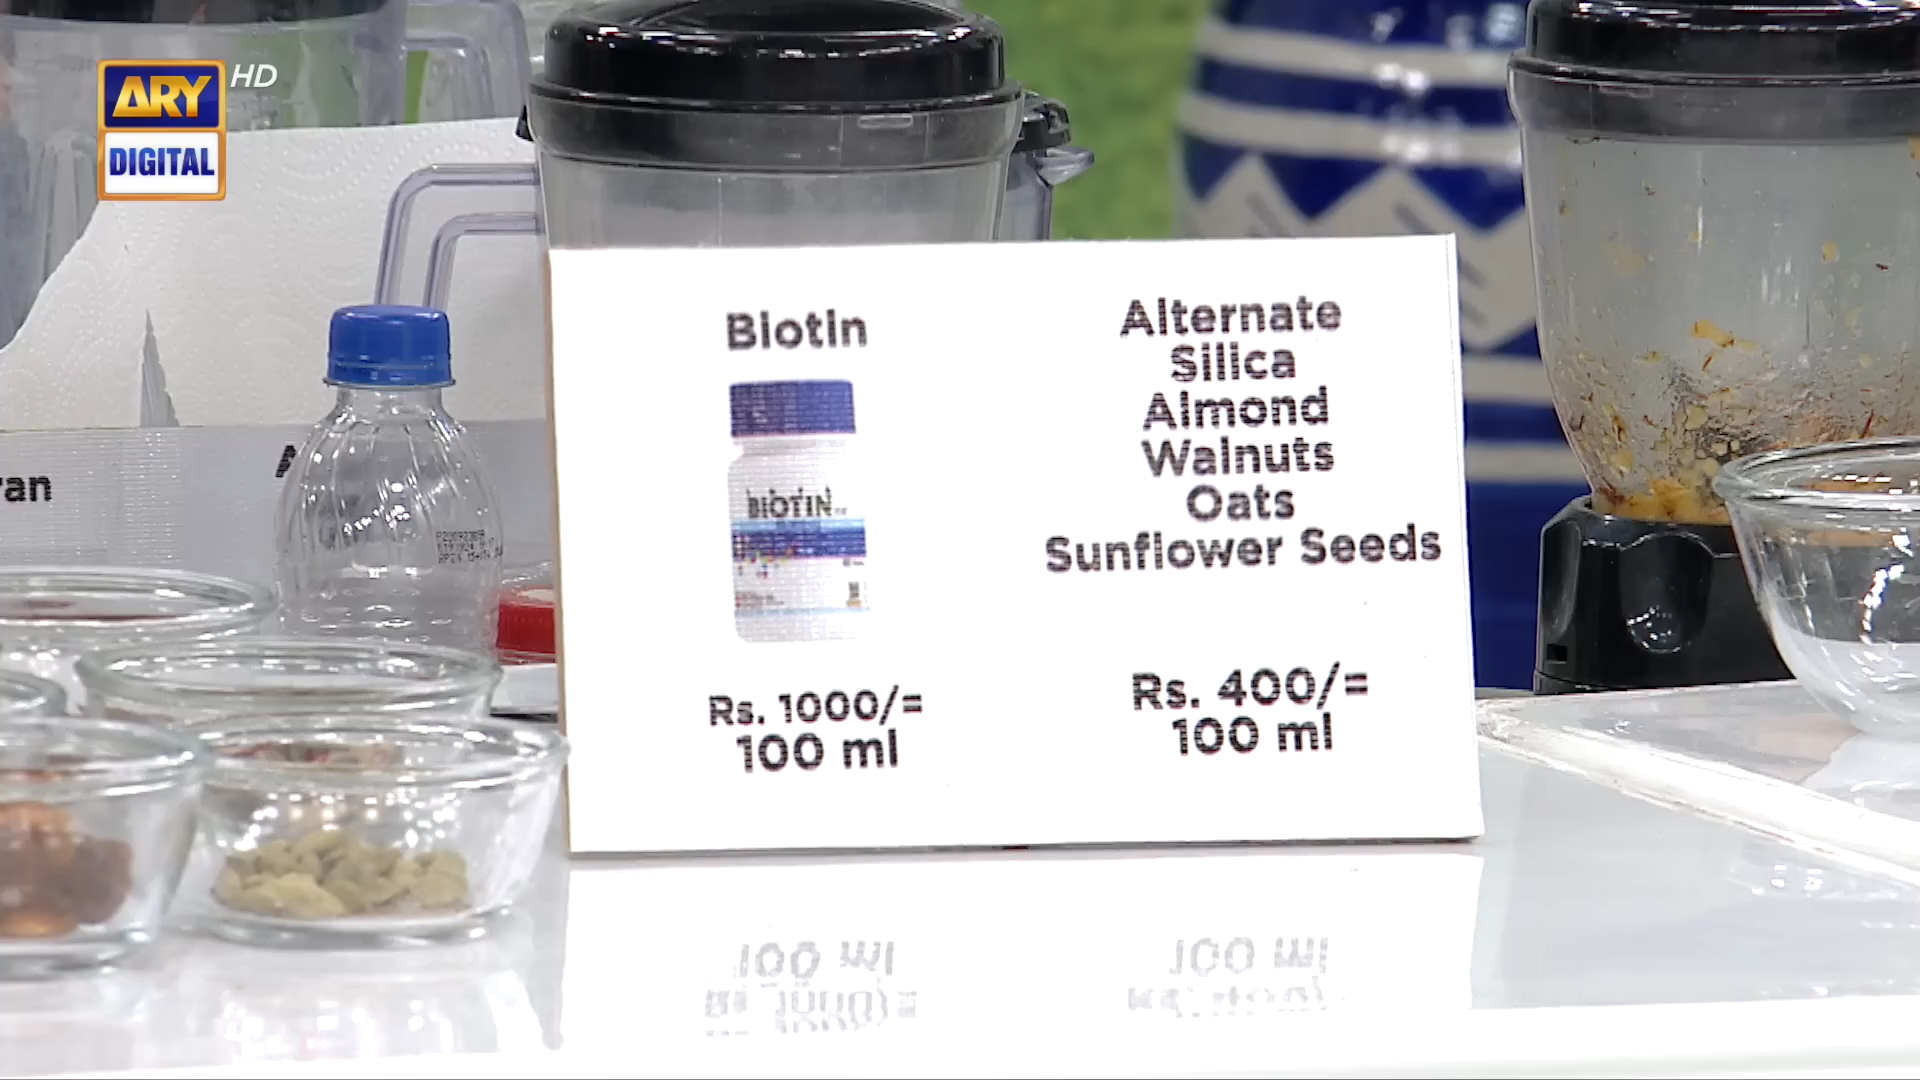 ARY HD
DIGITAL
ran
Biotin
BIOTIN
Rs. 1000/=
100 ml
Alternate
Silica
Almond
Walnuts
Oats
Sunflower Seeds
Rs. 400/=
100 ml